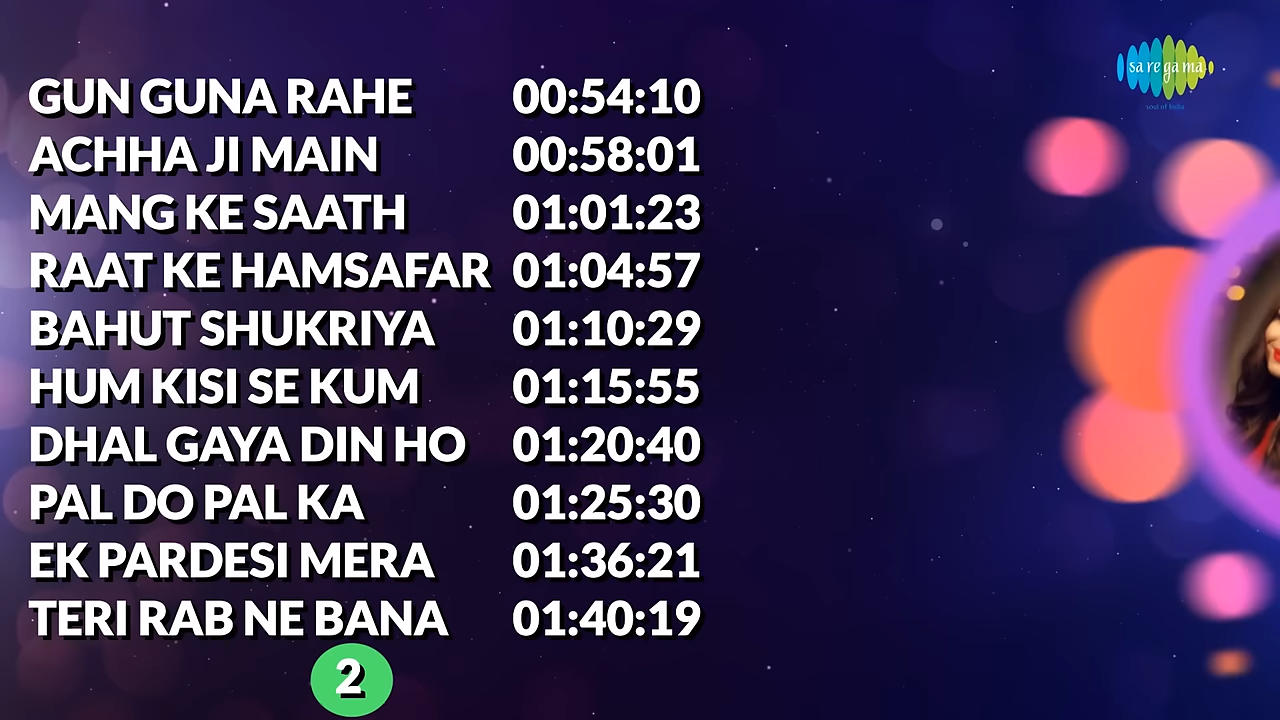 sa re ga ma
soul of India
GUN GUNA RAHE 00:54:10
ACHHA JI MAIN 00:58:01
MANG KE SAATH 01:01:23
RAAT KE HAMSAFAR 01:04:57
BAHUT SHUKRIYA 01:10:29
HUM KISI SE KUM 01:15:55
DHAL GAYA DIN HO 01:20:40
PAL DO PAL KA 01:25:30
EK PARDESI MERA 01:36:21
TERI RAB NE BANA 01:40:19
2